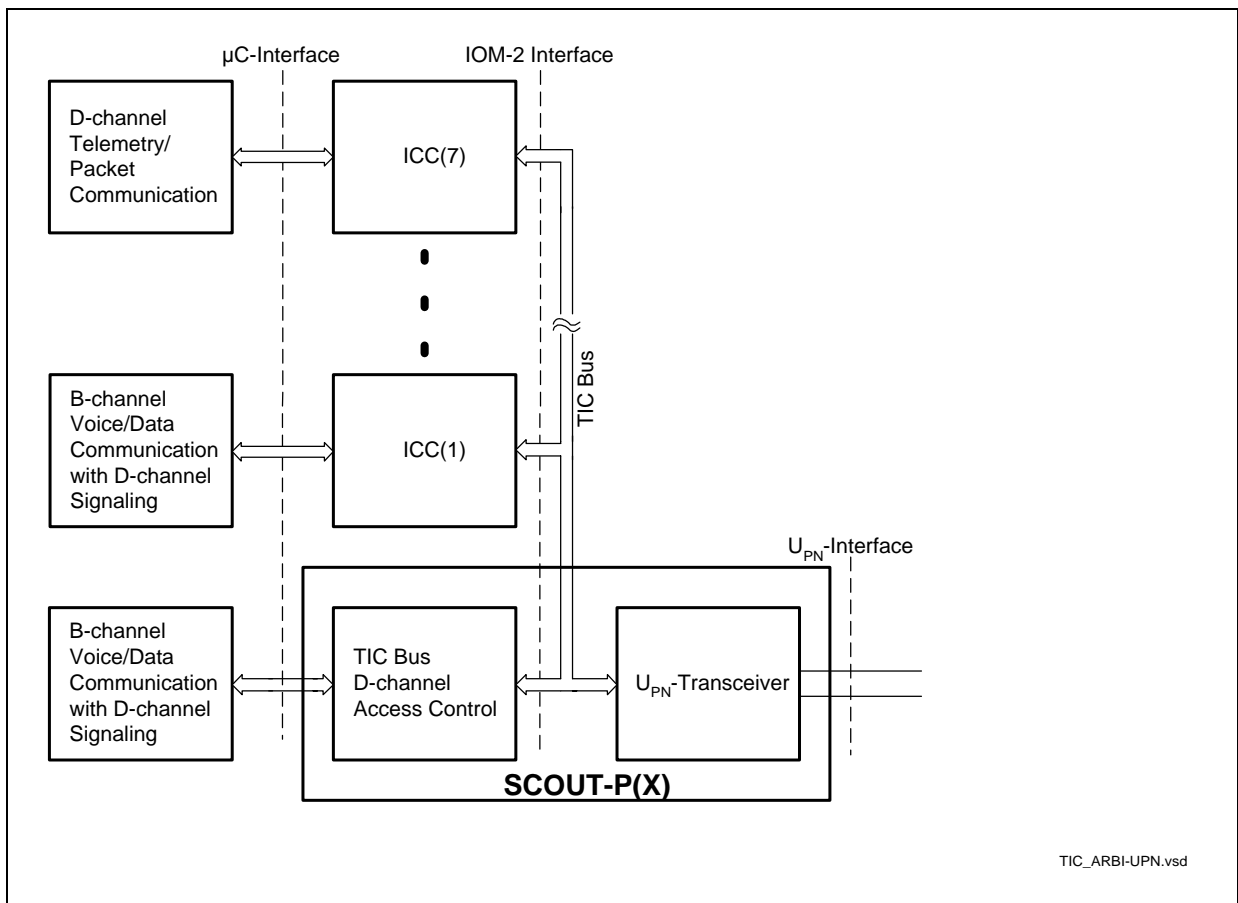 µC-Interface
IOM-2 Interface
D-channel
Telemetry/
Packet
Communication
ICC(7)
TIC Bus
B-channel
Voice/Data
Communication
with D-channel
Signaling
ICC(1)
U_PN-Interface
B-channel
Voice/Data
Communication
with D-channel
Signaling
TIC Bus
D-channel
Access Control
U_PN-Transceiver
SCOUT-P(X)
TIC_ARBI-UPN.vsd